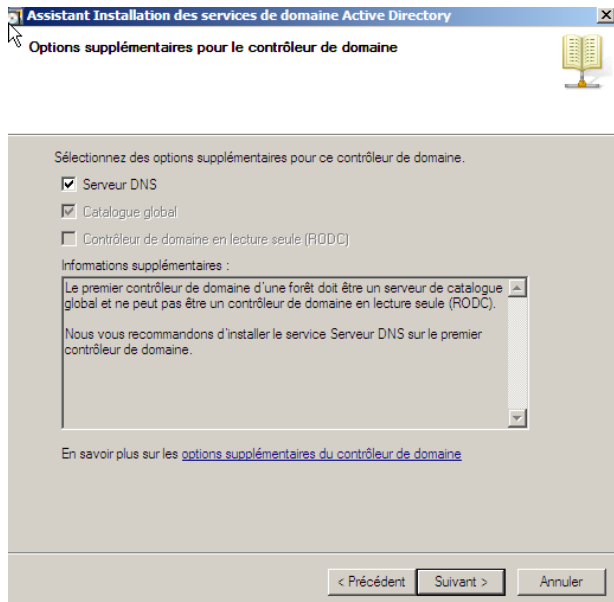 Assistant Installation des services de domaine Active Directory
Options supplémentaires pour le contrôleur de domaine
Sélectionnez des options supplémentaires pour ce contrôleur de domaine.
Serveur DNS
Catalogue global
Contrôleur de domaine en lecture seule (RODC)
Informations supplémentaires :
Le premier contrôleur de domaine d'une forêt doit être un serveur de catalogue
global et ne peut pas être un contrôleur de domaine en lecture seule (RODC).
Nous vous recommandons d'installer le service Serveur DNS sur le premier
contrôleur de domaine.
En savoir plus sur les options supplémentaires du contrôleur de domaine
< Précédent Suivant > Annuler